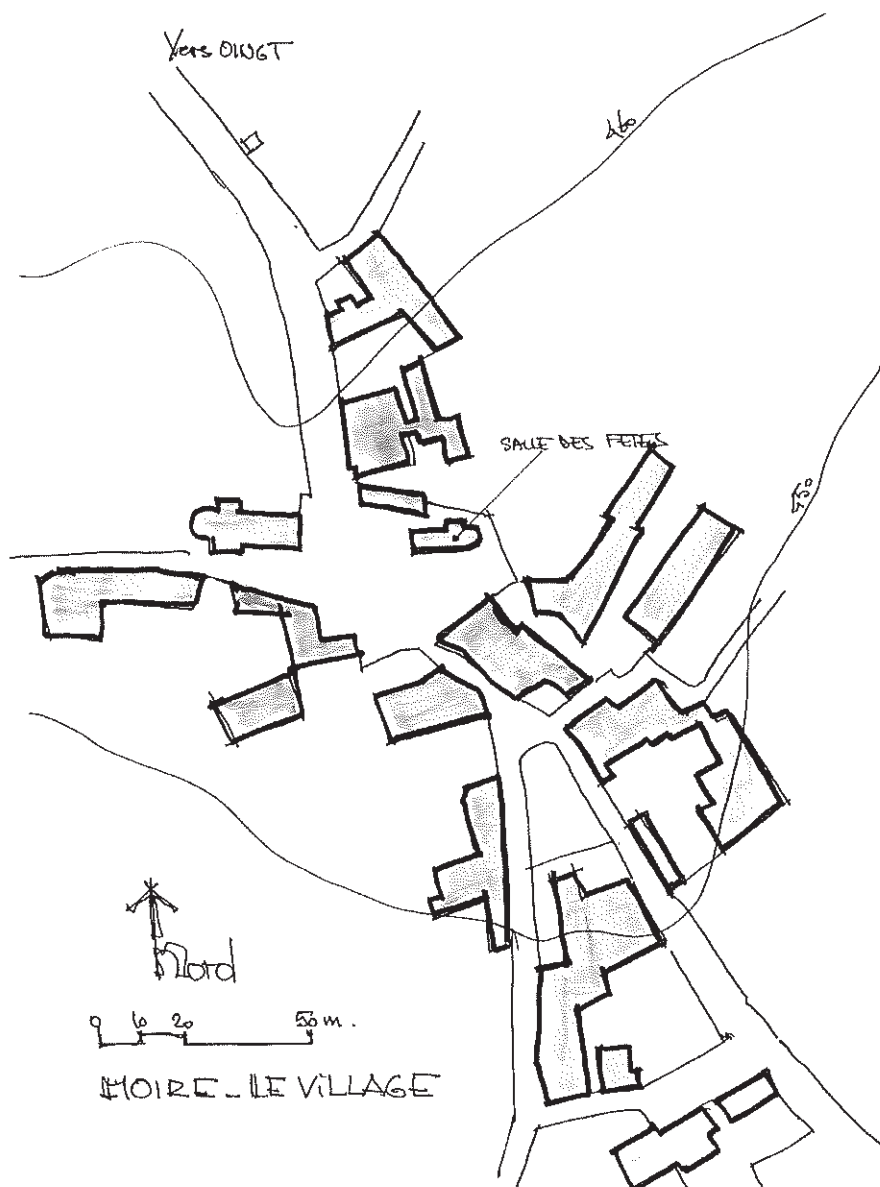 Vers OINGT
460
SALLE DES FETES
450
Nord
0 10 20 50 m.
MOIRE _ LE VILLAGE